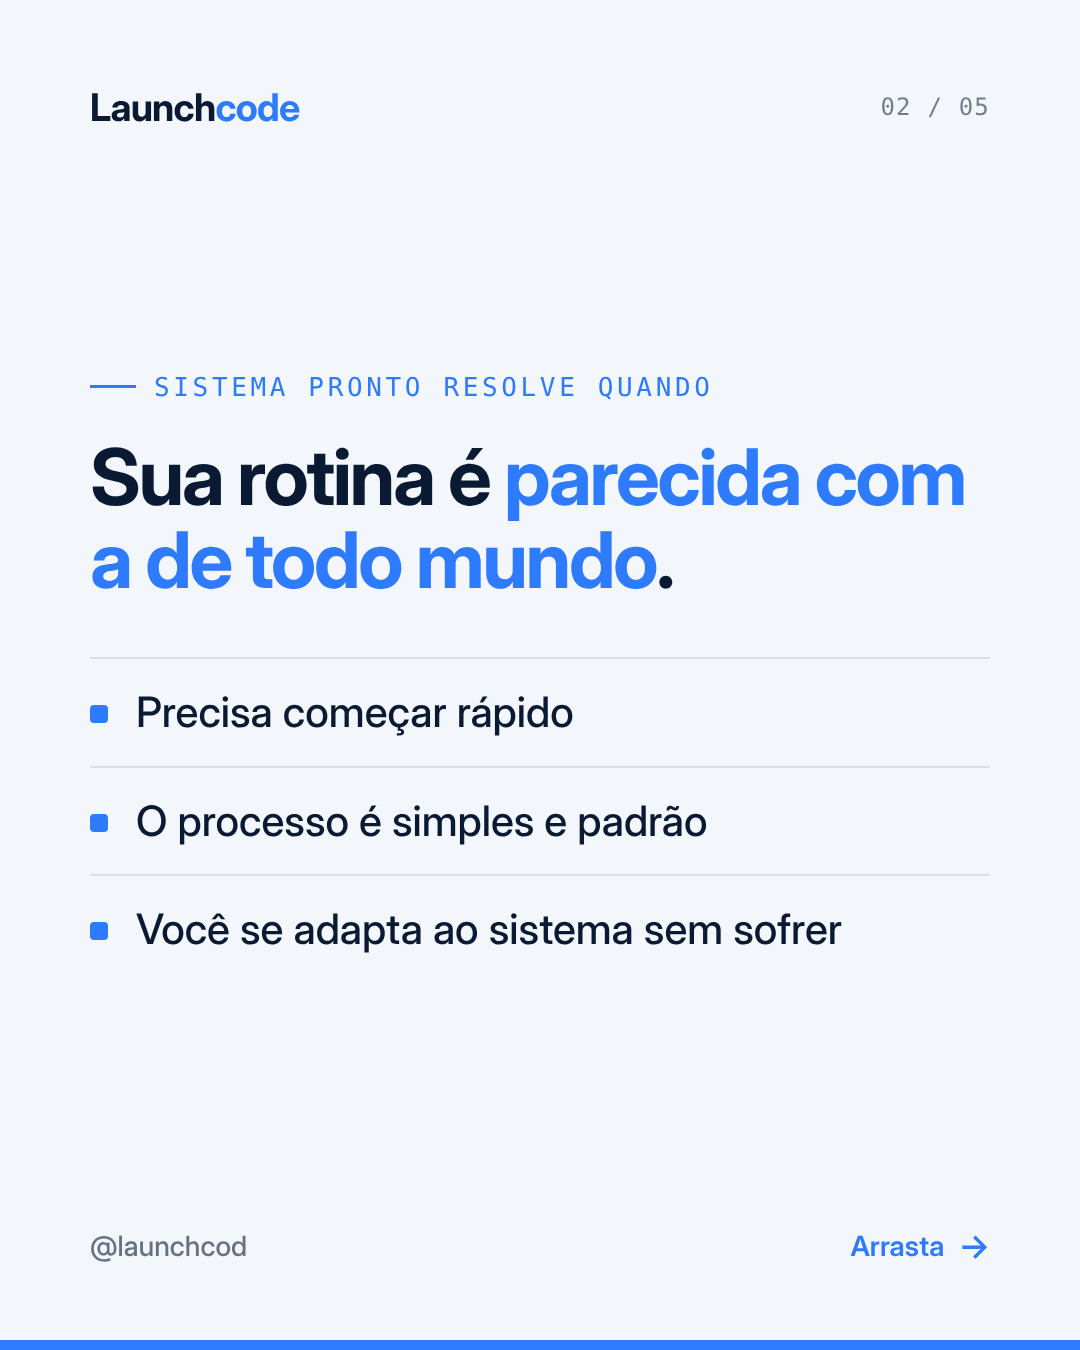 Launchcode
02 / 05
SISTEMA PRONTO RESOLVE QUANDO
Sua rotina é parecida com
a de todo mundo.
Precisa começar rápido
O processo é simples e padrão
Você se adapta ao sistema sem sofrer
@launchcod
Arrasta →